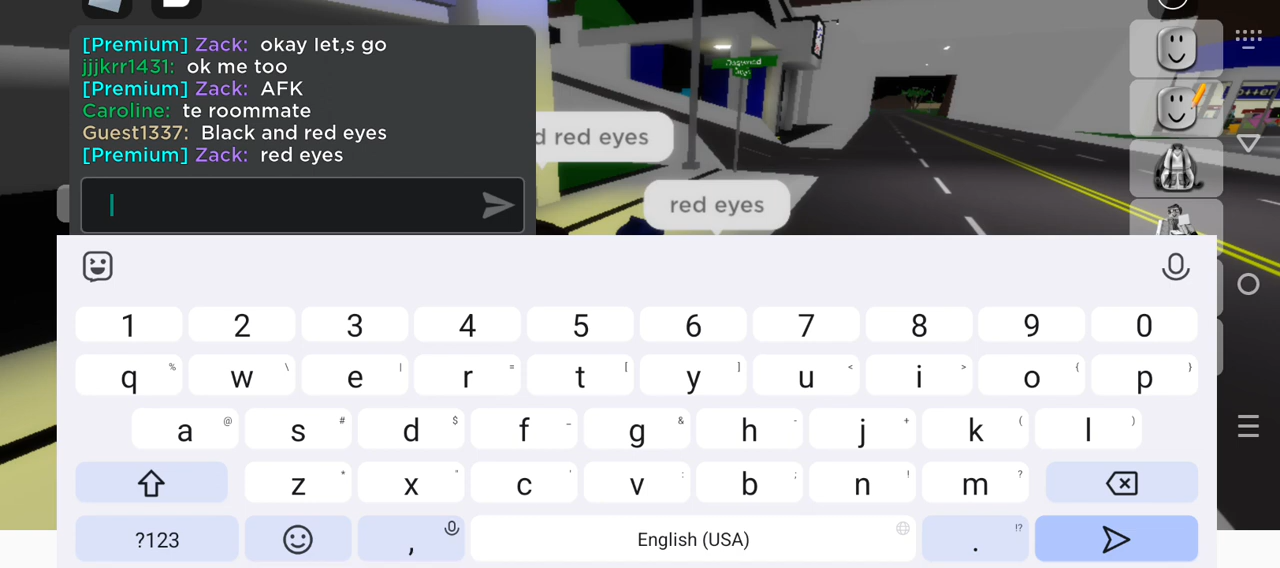 [Premium] Zack: okay let,s go
jjjkrr1431: ok me too
[Premium] Zack: AFK
Caroline: te roommate
Guest1337: Black and red eyes
[Premium] Zack: red eyes
d red eyes
red eyes
1 2 3 4 5 6 7 8 9 0
q % w \ e | r = t [ y ] u < i > o { p }
a @ s # d $ f _ g & h - j + k ( l )
z * x " c ' v : b ; n ! m ?
?123 , English (USA) . !?